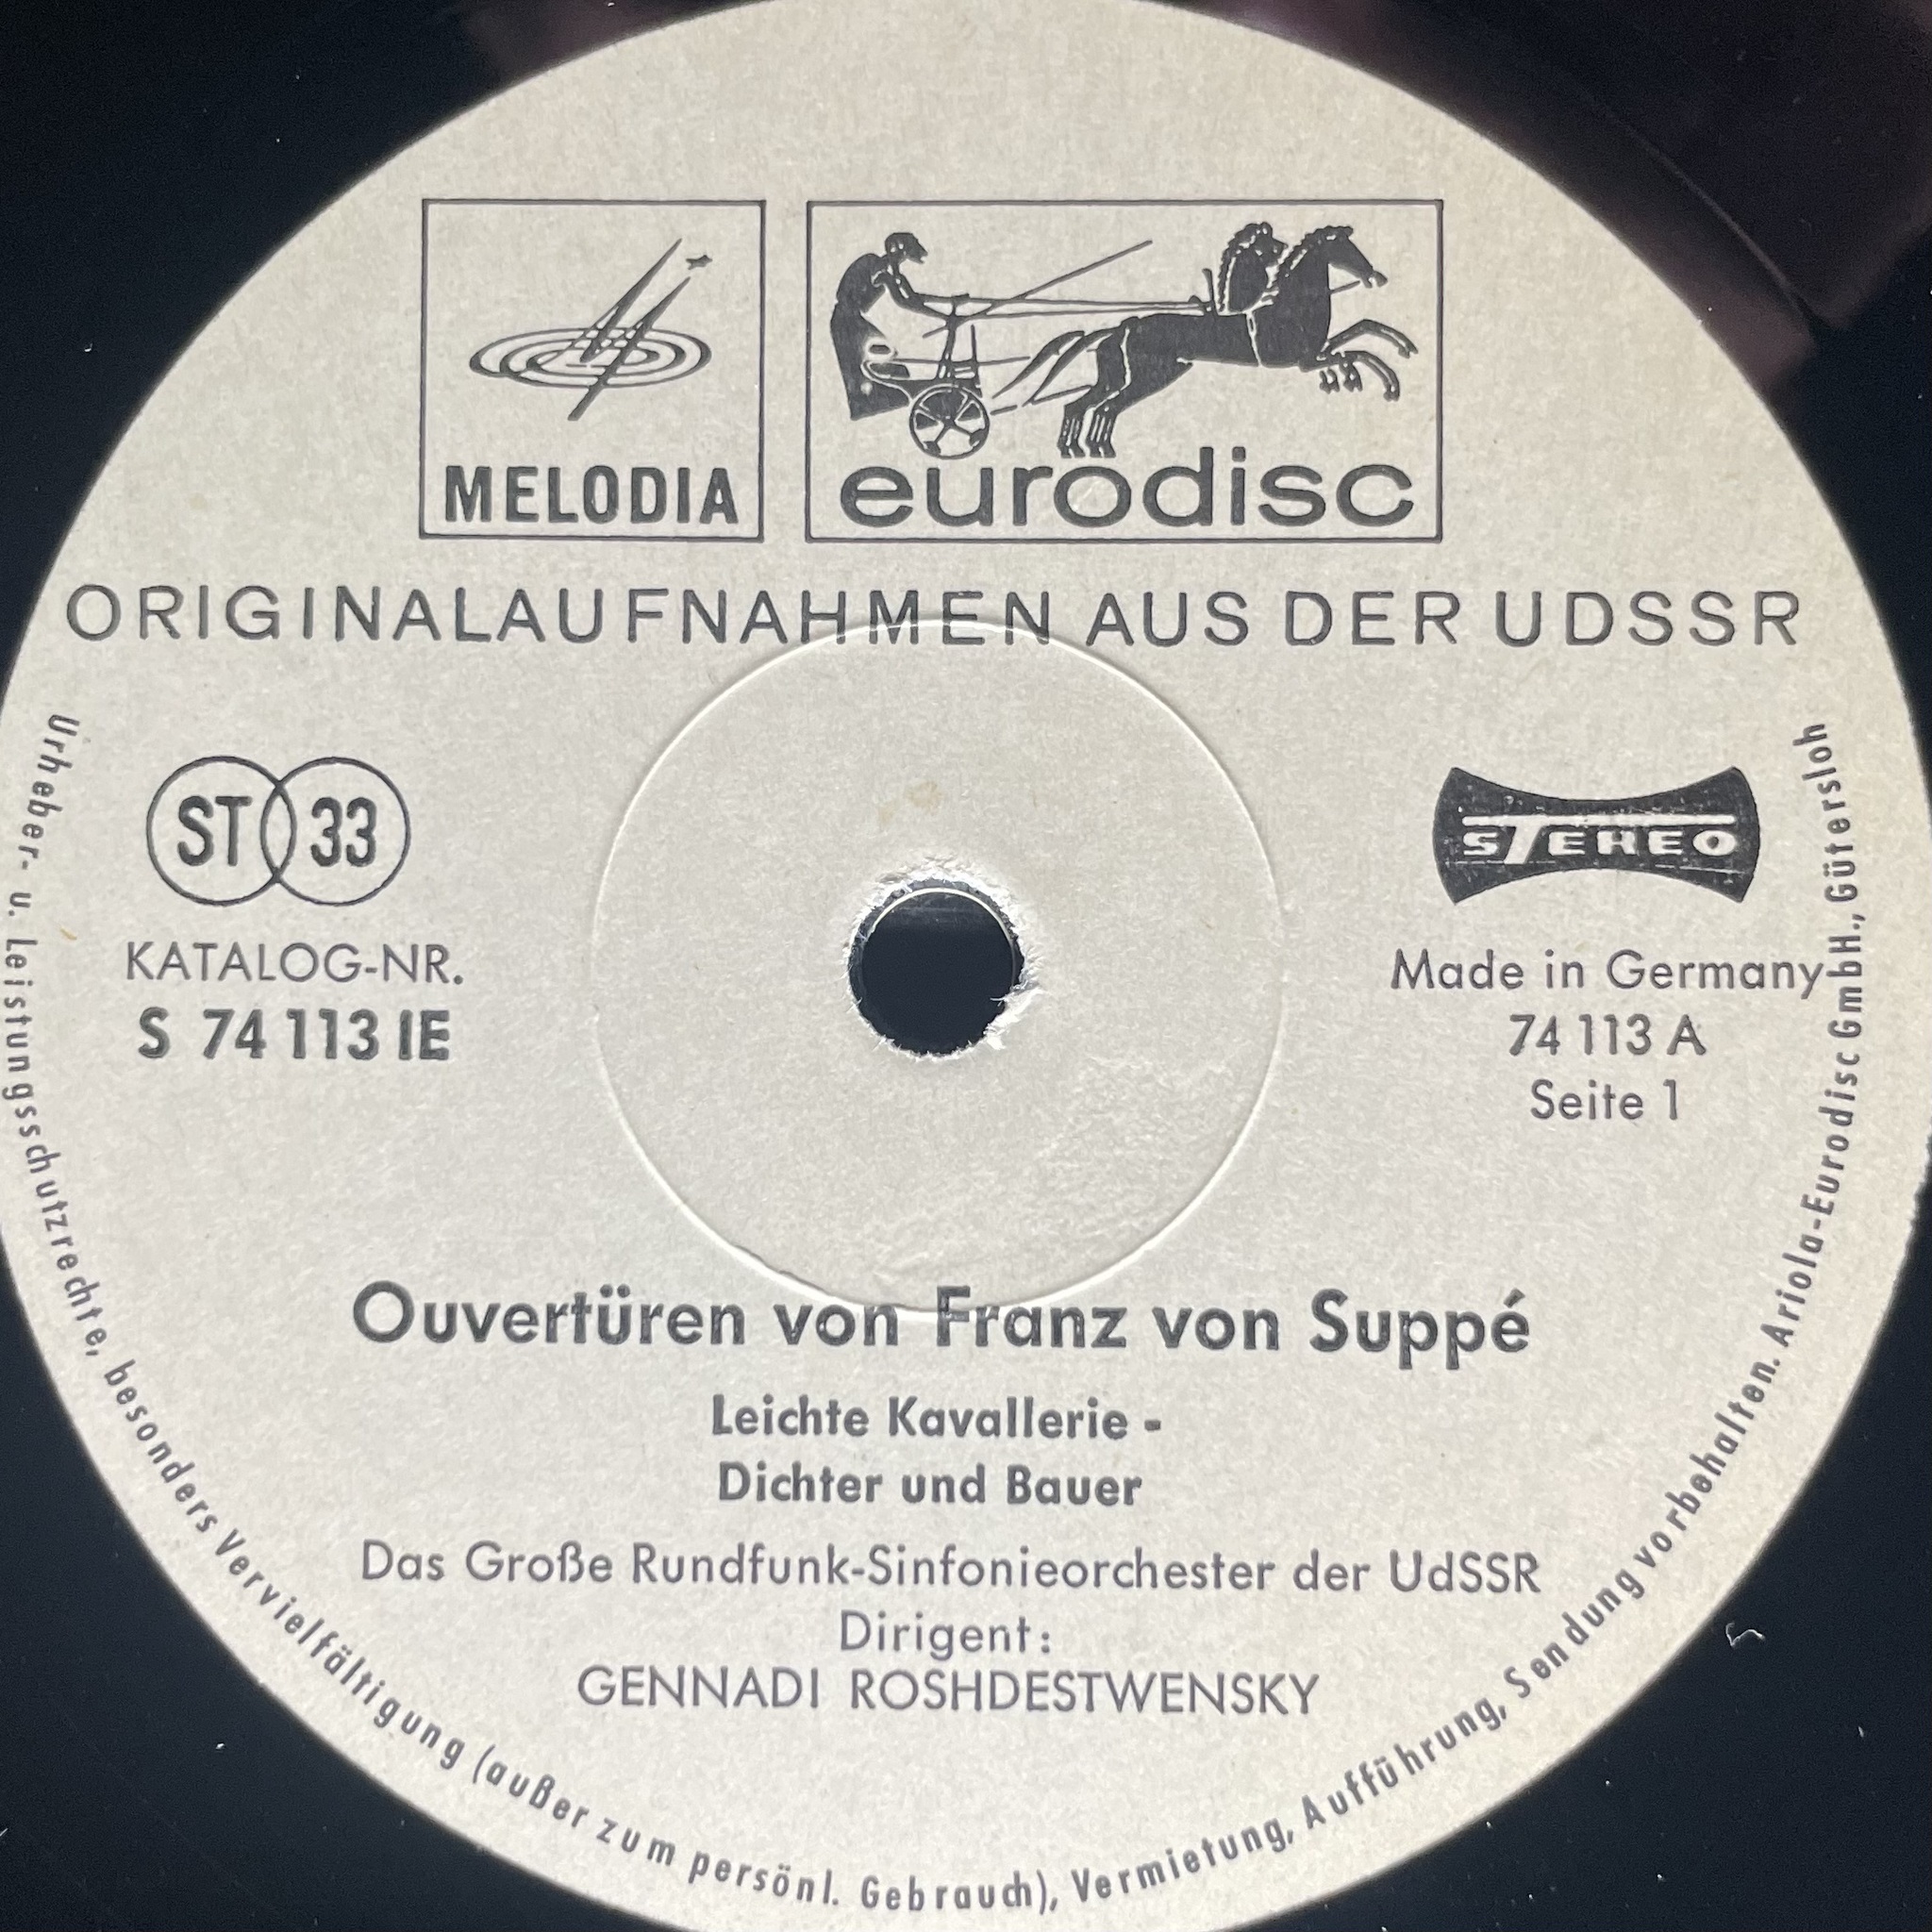 MELODIA
eurodisc
ORIGINALAUFNAHMEN AUS DER UDSSR
ST 33
KATALOG-NR.
S 74 113 IE
STEREO
Made in Germany
74 113 A
Seite 1
Ouvertüren von Franz von Suppé
Leichte Kavallerie -
Dichter und Bauer
Das Große Rundfunk-Sinfonieorchester der UdSSR
Dirigent:
GENNADI ROSHDESTWENSKY
Urheber- u. Leistungsschutzrechte, besonders Vervielfältigung (außer zum persönl. Gebrauch), Vermietung, Aufführung, Sendung vorbehalten. Ariola-Eurodisc GmbH., Gütersloh